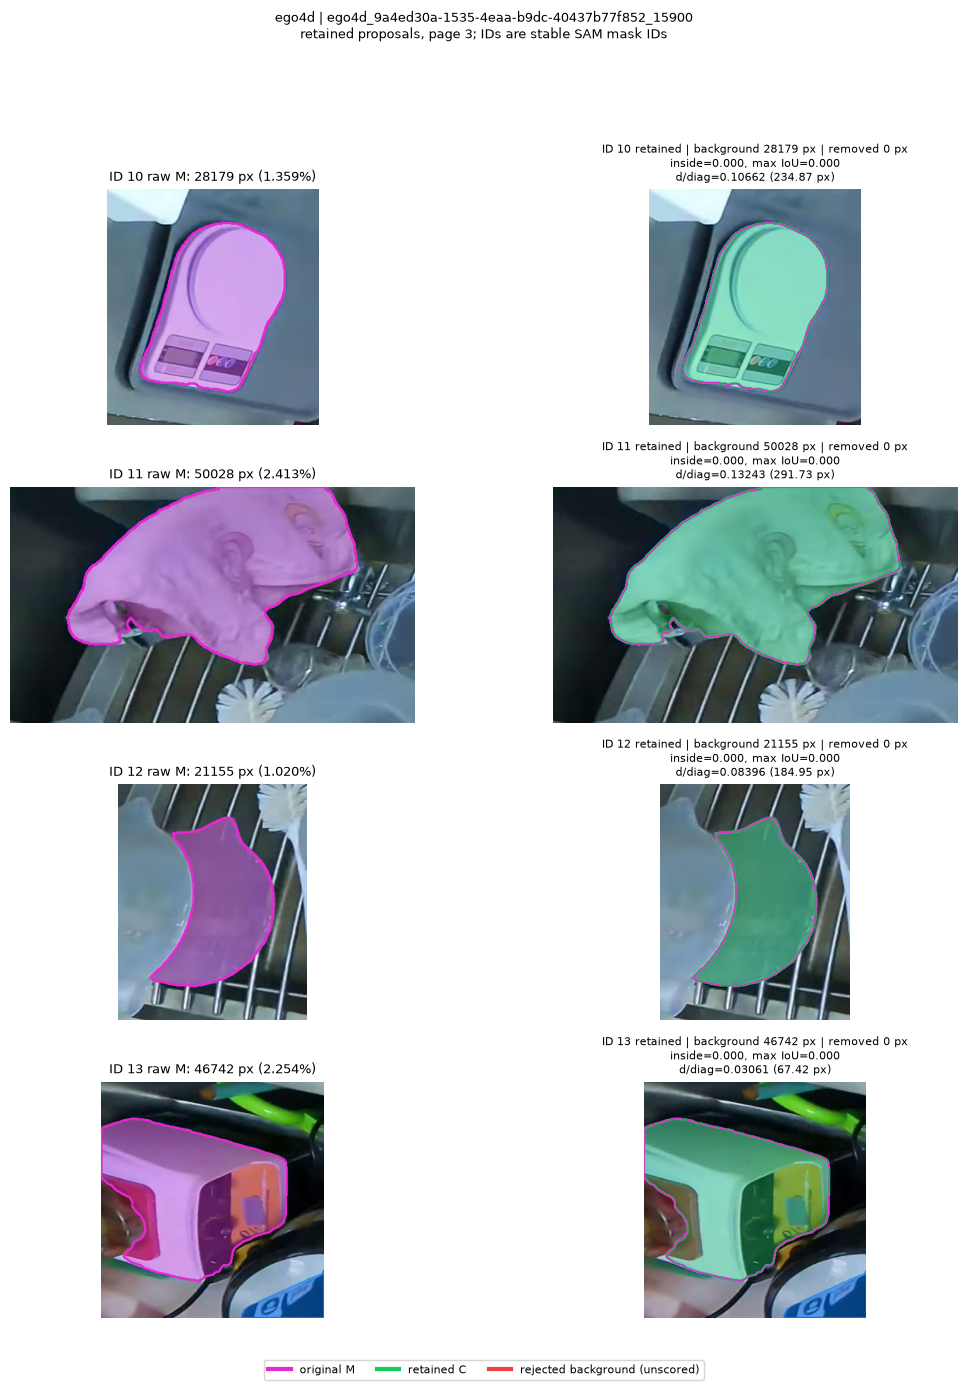 ego4d | ego4d_9a4ed30a-1535-4eaa-b9dc-40437b77f852_15900
retained proposals, page 3; IDs are stable SAM mask IDs
ID 10 raw M: 28179 px (1.359%)
ID 10 retained | background 28179 px | removed 0 px
inside=0.000, max IoU=0.000
d/diag=0.10662 (234.87 px)
ID 11 raw M: 50028 px (2.413%)
ID 11 retained | background 50028 px | removed 0 px
inside=0.000, max IoU=0.000
d/diag=0.13243 (291.73 px)
ID 12 raw M: 21155 px (1.020%)
ID 12 retained | background 21155 px | removed 0 px
inside=0.000, max IoU=0.000
d/diag=0.08396 (184.95 px)
ID 13 raw M: 46742 px (2.254%)
ID 13 retained | background 46742 px | removed 0 px
inside=0.000, max IoU=0.000
d/diag=0.03061 (67.42 px)
original M
retained C
rejected background (unscored)